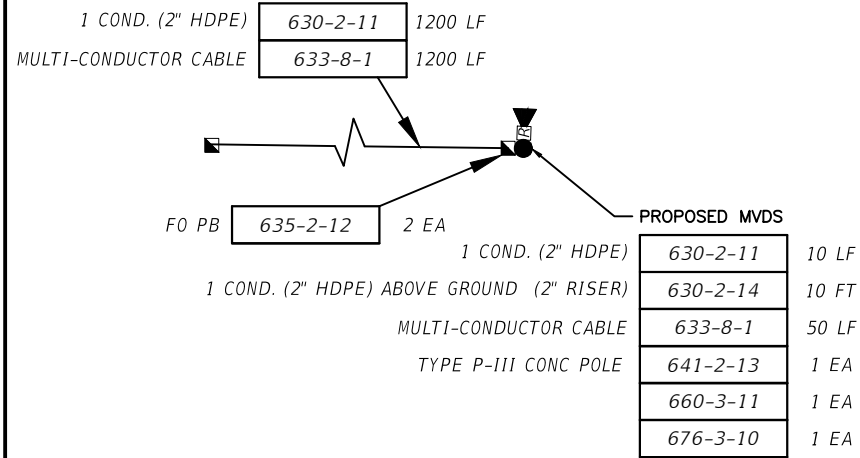 1 COND. (2" HDPE) 630-2-11 1200 LF
MULTI-CONDUCTOR CABLE 633-8-1 1200 LF
R
FO PB 635-2-12 2 EA
PROPOSED MVDS
1 COND. (2" HDPE) 630-2-11 10 LF
1 COND. (2" HDPE) ABOVE GROUND (2" RISER) 630-2-14 10 FT
MULTI-CONDUCTOR CABLE 633-8-1 50 LF
TYPE P-III CONC POLE 641-2-13 1 EA
660-3-11 1 EA
676-3-10 1 EA